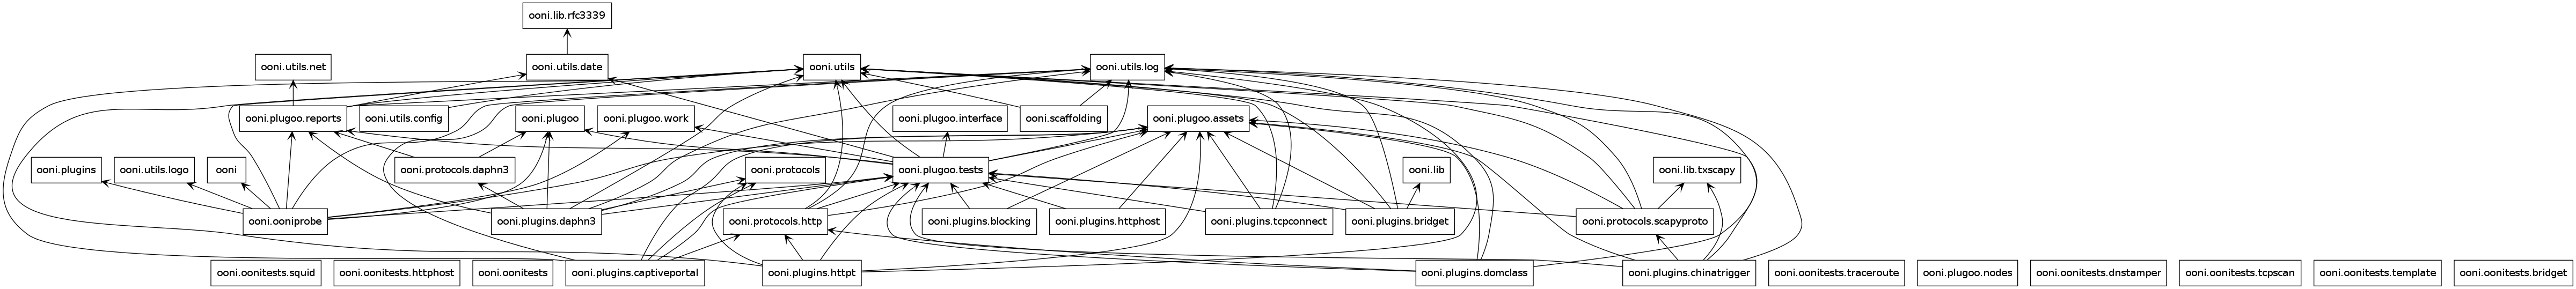 ooni.lib.rfc3339
ooni.utils.net
ooni.utils.date
ooni.utils
ooni.utils.log
ooni.plugoo.reports
ooni.utils.config
ooni.plugoo
ooni.plugoo.work
ooni.plugoo.interface
ooni.scaffolding
ooni.plugoo.assets
ooni.plugins
ooni.utils.logo
ooni
ooni.protocols.daphn3
ooni.protocols
ooni.plugoo.tests
ooni.lib
ooni.lib.txscapy
ooni.ooniprobe
ooni.plugins.daphn3
ooni.protocols.http
ooni.plugins.blocking
ooni.plugins.httphost
ooni.plugins.tcpconnect
ooni.plugins.bridget
ooni.protocols.scapyproto
ooni.oonitests.squid
ooni.oonitests.httphost
ooni.oonitests
ooni.plugins.captiveportal
ooni.plugins.httpt
ooni.plugins.domclass
ooni.plugins.chinatrigger
ooni.oonitests.traceroute
ooni.plugoo.nodes
ooni.oonitests.dnstamper
ooni.oonitests.tcpscan
ooni.oonitests.template
ooni.oonitests.bridget